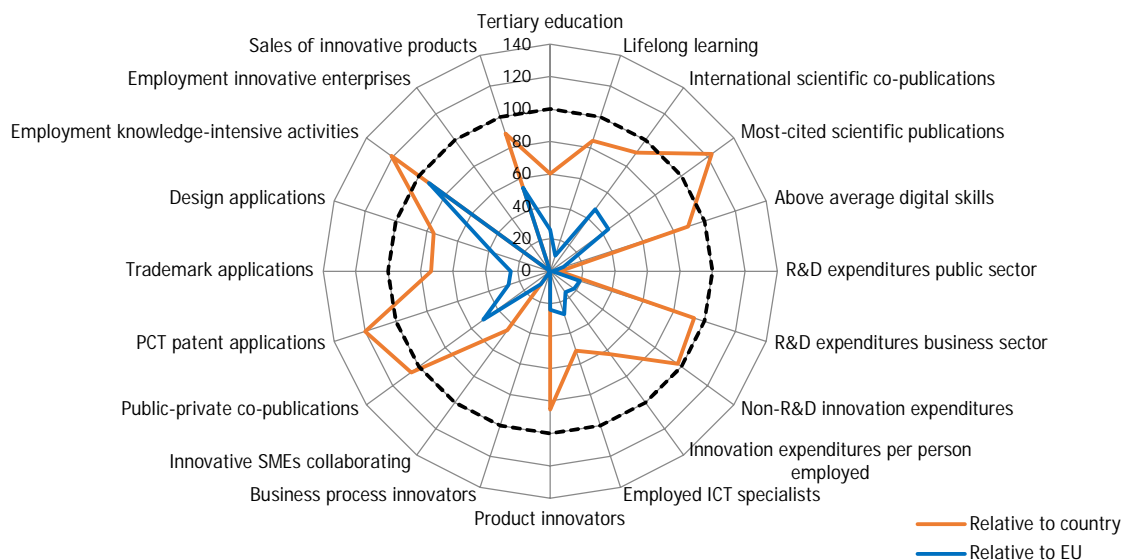 Tertiary education
Sales of innovative products
140
Lifelong learning
Employment innovative enterprises
120
International scientific co-publications
100
Employment knowledge-intensive activities
80
Most-cited scientific publications
60
Design applications
40
Above average digital skills
20
Trademark applications
0
R&D expenditures public sector
PCT patent applications
R&D expenditures business sector
Public-private co-publications
Non-R&D innovation expenditures
Innovative SMEs collaborating
Innovation expenditures per person
employed
Business process innovators
Employed ICT specialists
Product innovators
Relative to country
Relative to EU